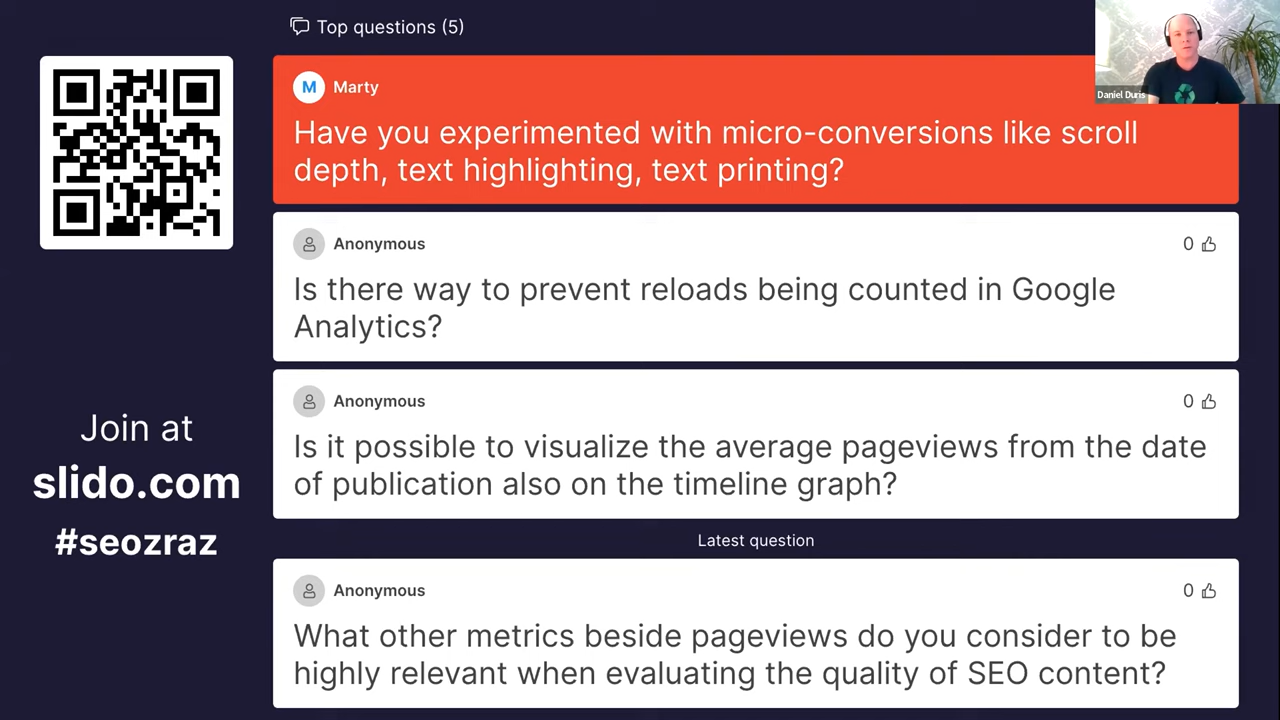 Top questions (5)
M
Marty
Have you experimented with micro-conversions like scroll
depth, text highlighting, text printing?
Daniel Duris
Anonymous
0
Is there way to prevent reloads being counted in Google
Analytics?
Anonymous
0
Is it possible to visualize the average pageviews from the date
of publication also on the timeline graph?
Join at
slido.com
#seozraz
Latest question
Anonymous
0
What other metrics beside pageviews do you consider to be
highly relevant when evaluating the quality of SEO content?